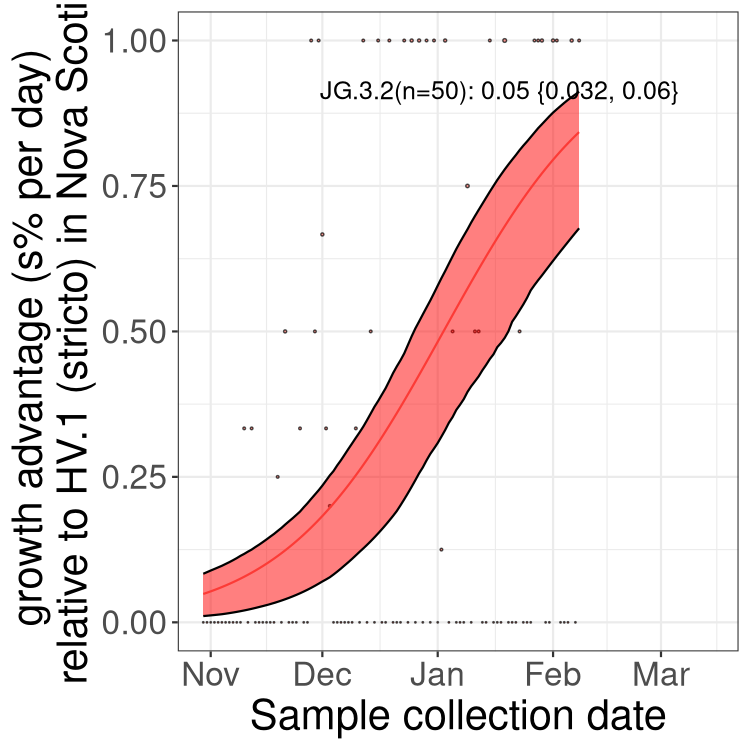 growth advantage (s% per day)
relative to HV.1 (stricto) in Nova Scoti
1.00
0.75
0.50
0.25
0.00
JG.3.2(n=50): 0.05 {0.032, 0.06}
Nov Dec Jan Feb Mar
Sample collection date